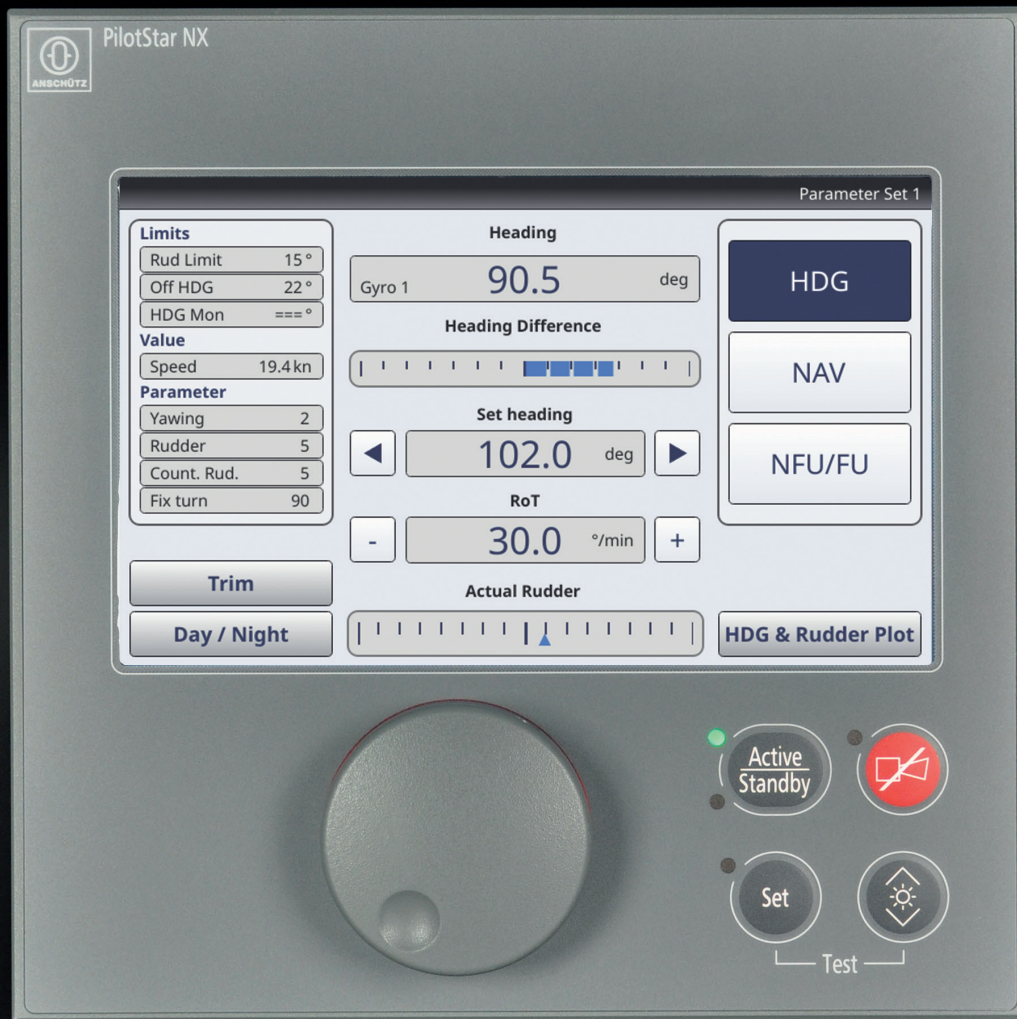 PilotStar NX
ANSCHÜTZ
Parameter Set 1
Limits
Rud Limit 15 °
Off HDG 22 °
HDG Mon === °
Value
Speed 19.4 kn
Parameter
Yawing 2
Rudder 5
Count. Rud. 5
Fix turn 90
Trim
Day / Night
Heading
Gyro 1 90.5 deg
Heading Difference
Set heading
102.0 deg
RoT
- 30.0 °/min +
Actual Rudder
HDG
NAV
NFU/FU
HDG & Rudder Plot
Active
Standby
Set
Test